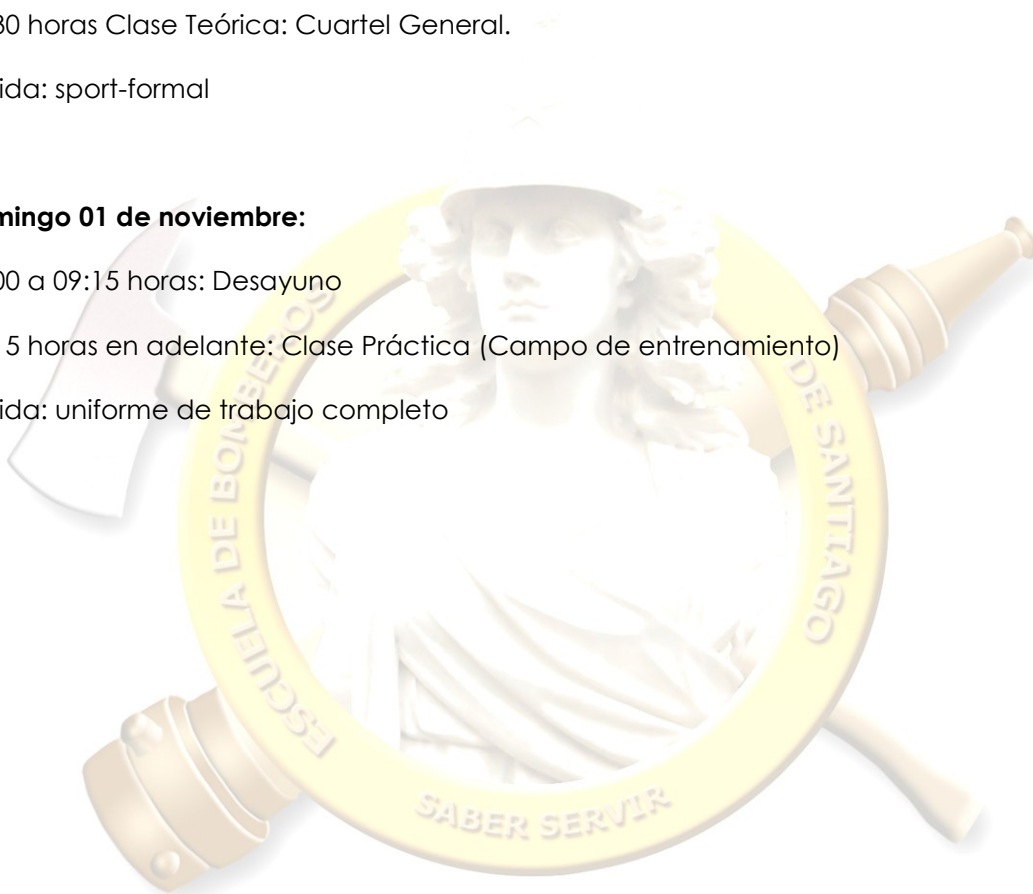 30 horas Clase Teórica: Cuartel General.
ida: sport-formal
mingo 01 de noviembre:
00 a 09:15 horas: Desayuno
15 horas en adelante: Clase Práctica (Campo de entrenamiento)
ida: uniforme de trabajo completo
ESCUELA DE BOMBEROS
DE SANTIAGO
SABER SERVIR